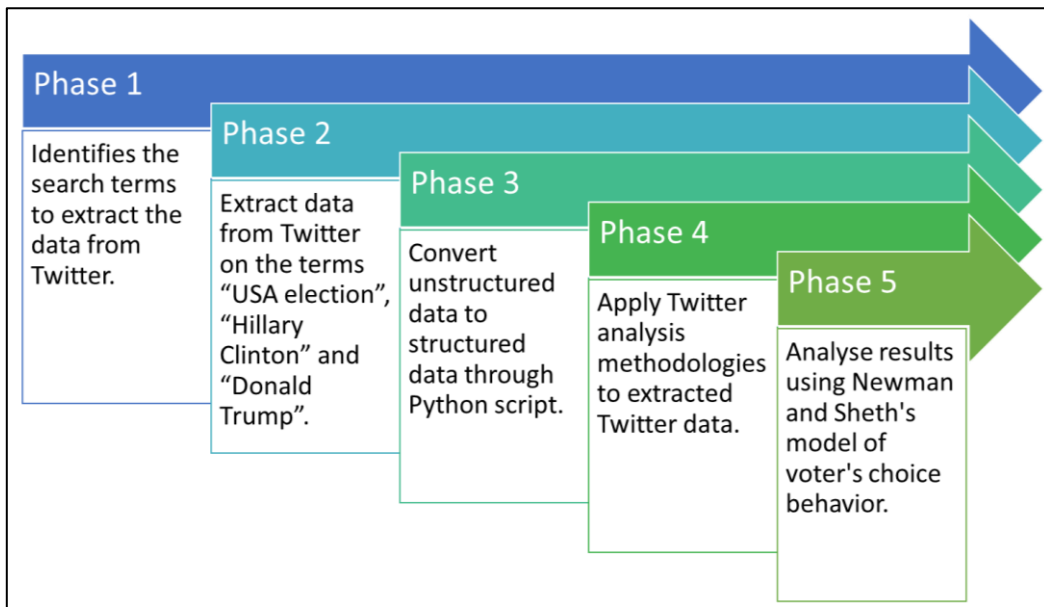 Phase 1
Identifies the
search terms
to extract the
data from
Twitter.
Phase 2
Extract data
from Twitter
on the terms
“USA election”,
“Hillary
Clinton” and
“Donald
Trump”.
Phase 3
Convert
unstructured
data to
structured
data through
Python script.
Phase 4
Apply Twitter
analysis
methodologies
to extracted
Twitter data.
Phase 5
Analyse results
using Newman
and Sheth's
model of
voter's choice
behavior.